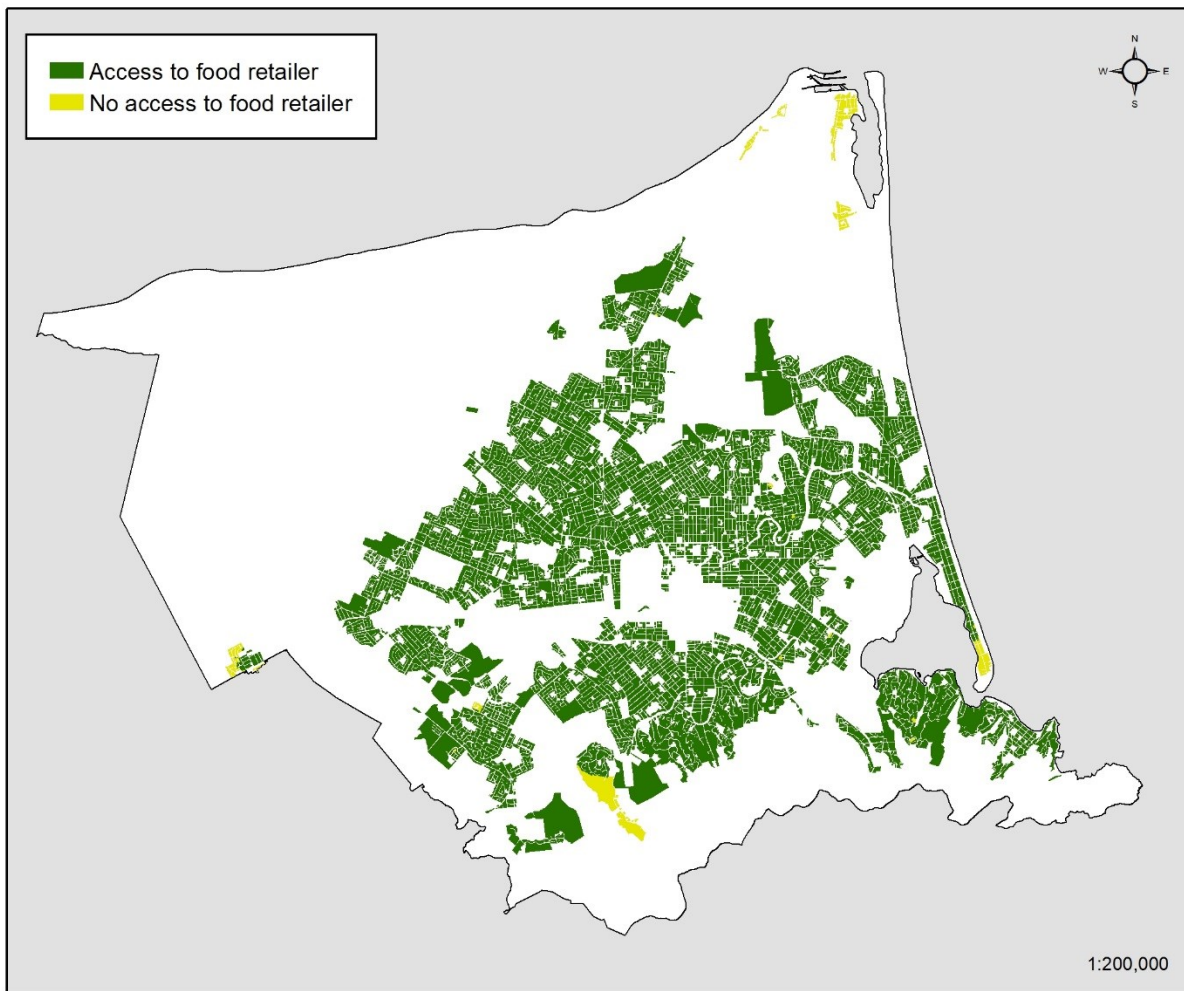 Access to food retailer
No access to food retailer
N
W E
S
1:200,000